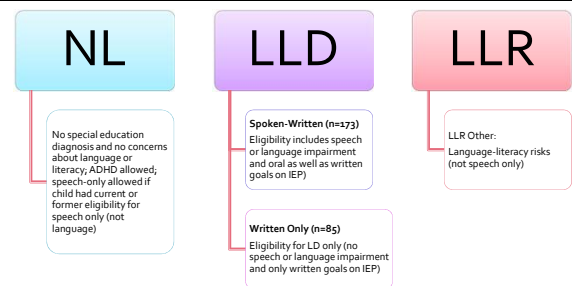 NL
No special education
diagnosis and no concerns
about language or
literacy; ADHD allowed;
speech-only allowed if
child had current or
former eligibility for
speech only (not
language)
LLD
Spoken-Written (n=173)
Eligibility includes speech
or language impairment
and oral as well as written
goals on IEP)
Written Only (n=85)
Eligibility for LD only (no
speech or language impairment
and only written goals on IEP)
LLR
LLR Other:
Language-literacy risks
(not speech only)